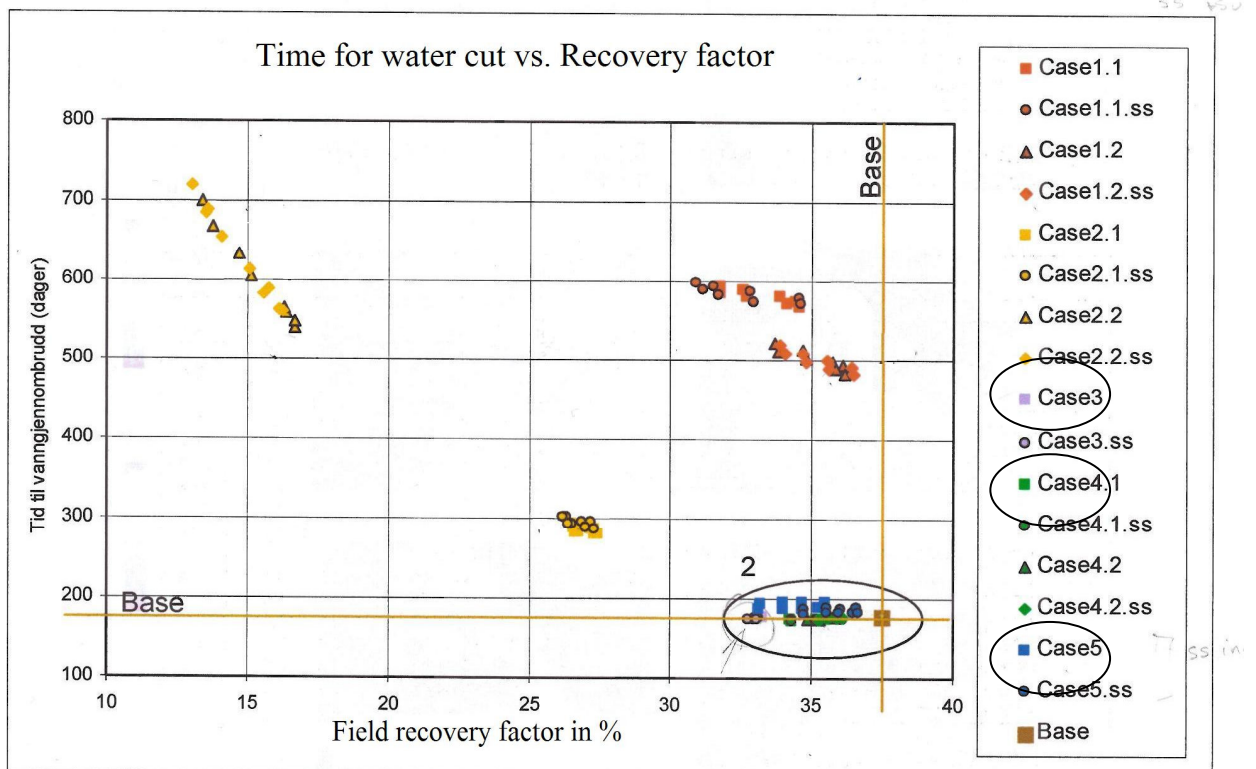 Time for water cut vs. Recovery factor
Tid til vanngjennombrudd (dager)
800
700
600
500
400
300
200
100
10
15
20
25
30
35
40
Field recovery factor in %
Base
Base
2
Case1.1
Case1.1.ss
Case1.2
Case1.2.ss
Case2.1
Case2.1.ss
Case2.2
Case2.2.ss
Case3
Case3.ss
Case4.1
Case4.1.ss
Case4.2
Case4.2.ss
Case5
Case5.ss
Base